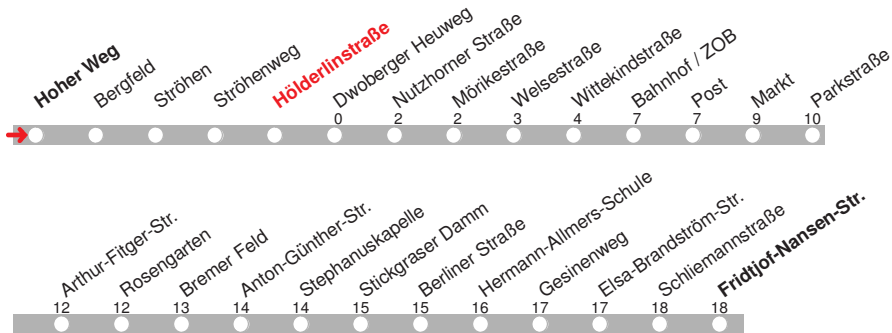 Hoher Weg
Bergfeld
Ströhen
Ströhenweg
Hölderlinstraße
Dwoberger Heuweg
Nutzhorner Straße
Mörikestraße
Welsestraße
Wittekindstraße
Bahnhof / ZOB
Post
Markt
Parkstraße
0 2 2 3 4 7 7 9 10
Arthur-Fitger-Str.
Rosengarten
Bremer Feld
Anton-Günther-Str.
Stephanuskapelle
Stickgraser Damm
Berliner Straße
Hermann-Allmers-Schule
Gesinenweg
Elsa-Brandström-Str.
Schliemannstraße
Fridtjof-Nansen-Str.
12 12 13 14 14 15 15 16 17 17 18 18